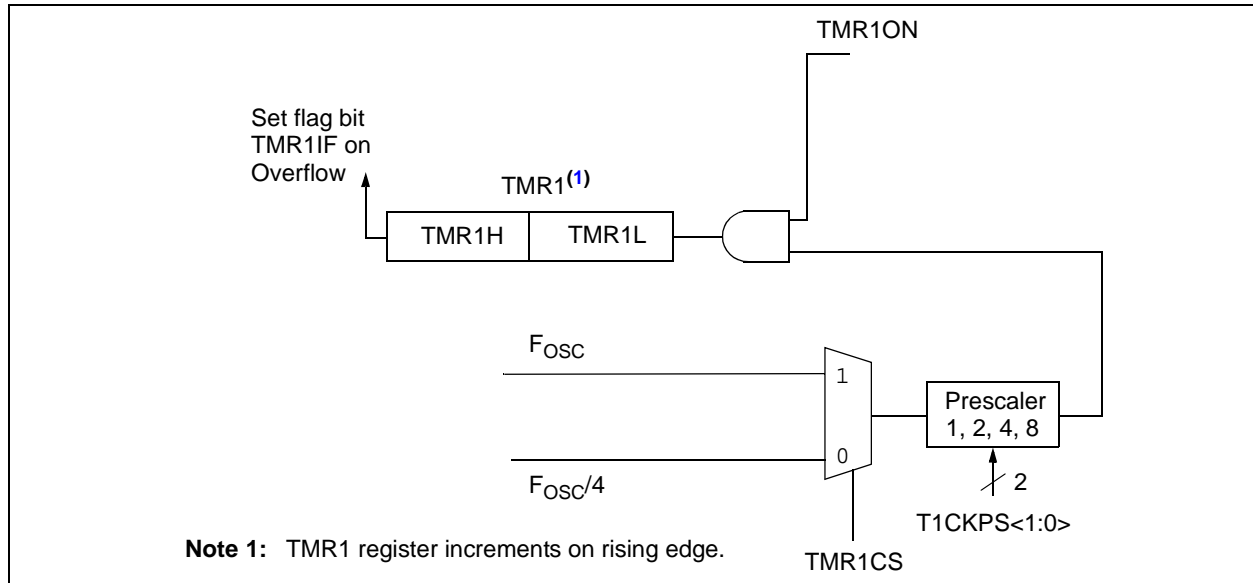 TMR1ON
Set flag bit
TMR1IF on
Overflow
TMR1(1)
TMR1H
TMR1L
FOSC
1
0
FOSC/4
Prescaler
1, 2, 4, 8
2
T1CKPS<1:0>
TMR1CS
Note 1: TMR1 register increments on rising edge.